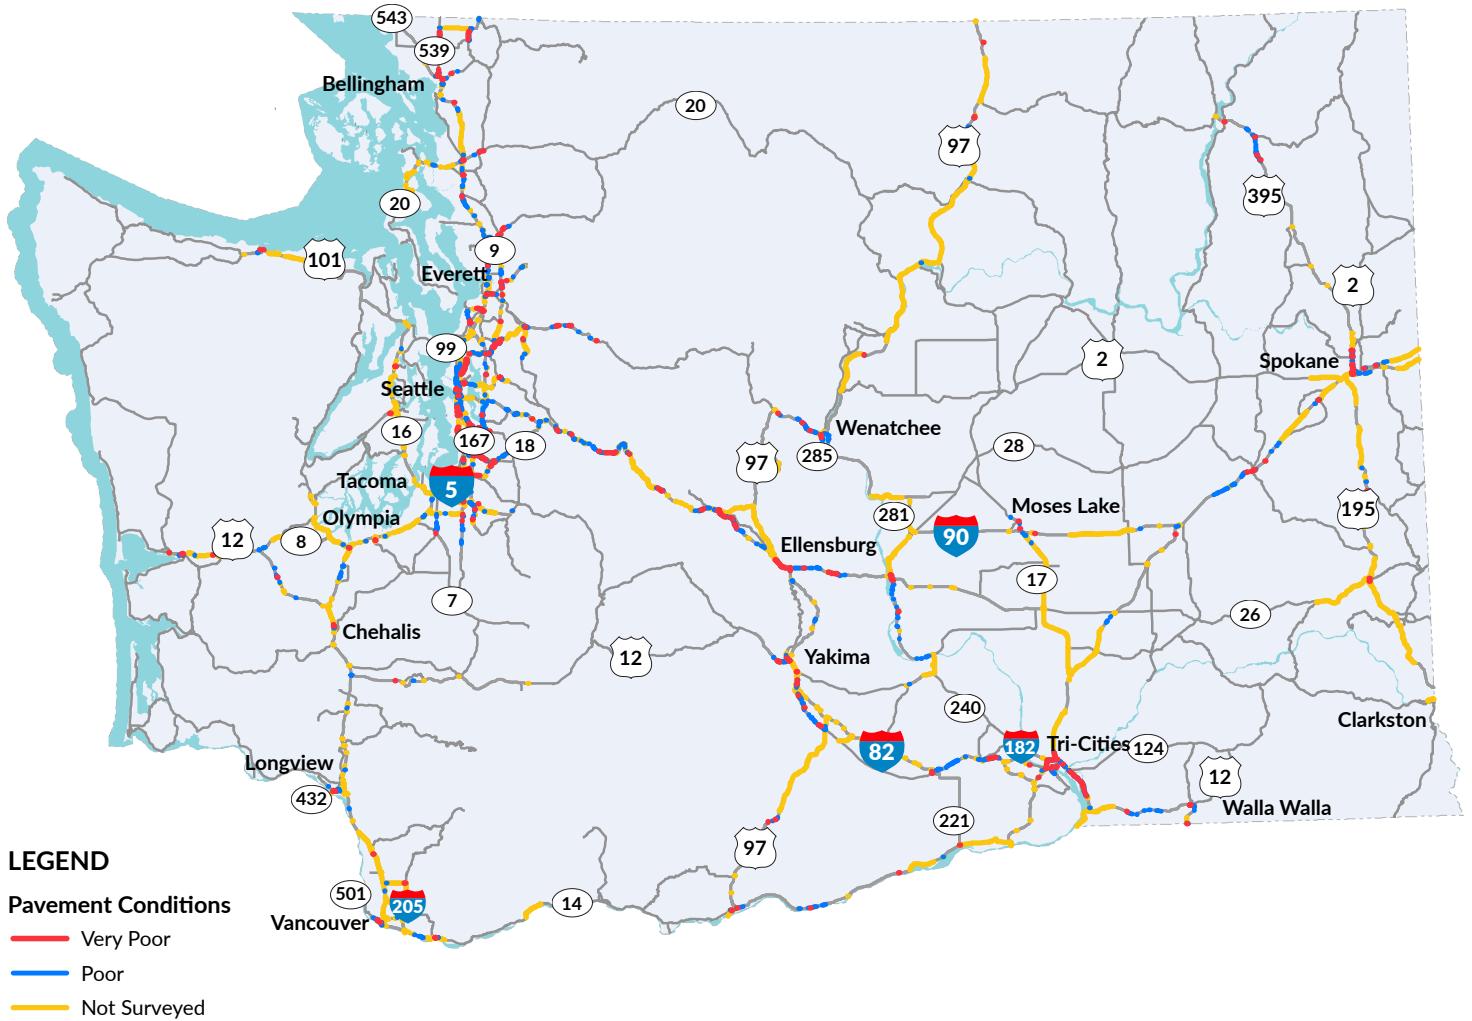 543
539
Bellingham
20
97
20
395
9
101
Everett
2
99
2
Spokane
Seattle
16
167
18
Wenatchee
285
97
28
Tacoma
5
Moses Lake
195
Olympia
281
90
12
8
Ellensburg
17
7
26
Chehalis
12
Yakima
240
Clarkston
82
182
Tri-Cities
124
Longview
12
432
Walla Walla
221
97
LEGEND
501
205
14
Pavement Conditions
Vancouver
Very Poor
Poor
Not Surveyed